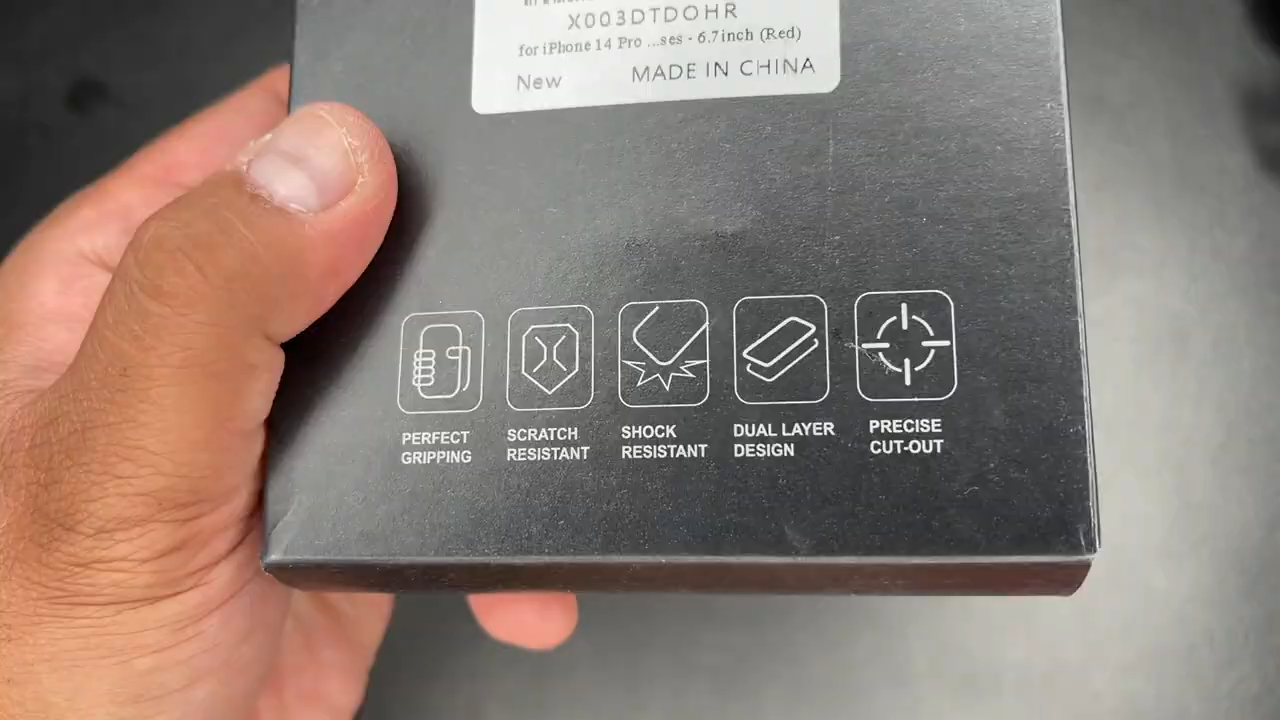 X003DTDOHR
for iPhone 14 Pro ...ses - 6.7inch (Red)
New MADE IN CHINA
PERFECT
GRIPPING
SCRATCH
RESISTANT
SHOCK
RESISTANT
DUAL LAYER
DESIGN
PRECISE
CUT-OUT